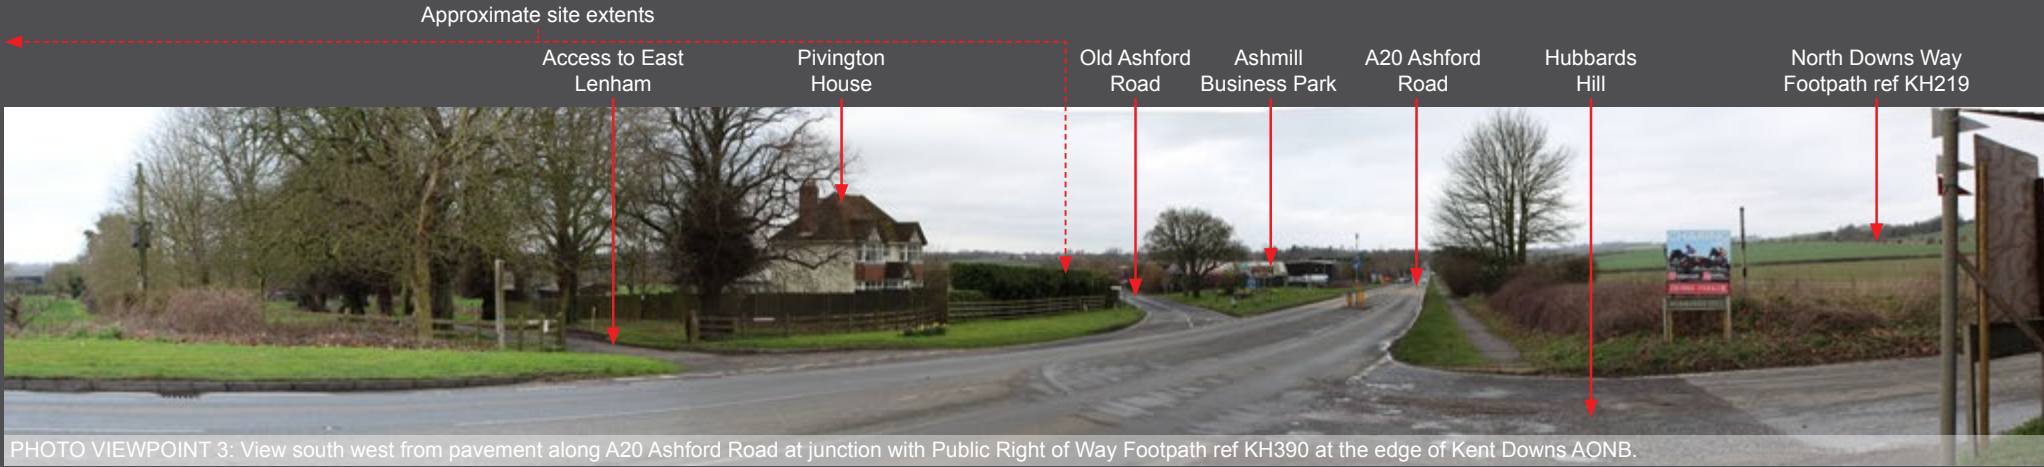 Approximate site extents
Access to East
Lenham
Pivington
House
Old Ashford
Road
Ashmill
Business Park
A20 Ashford
Road
Hubbards
Hill
North Downs Way
Footpath ref KH219
CHARING
PHOTO VIEWPOINT 3: View south west from pavement along A20 Ashford Road at junction with Public Right of Way Footpath ref KH390 at the edge of Kent Downs AONB.